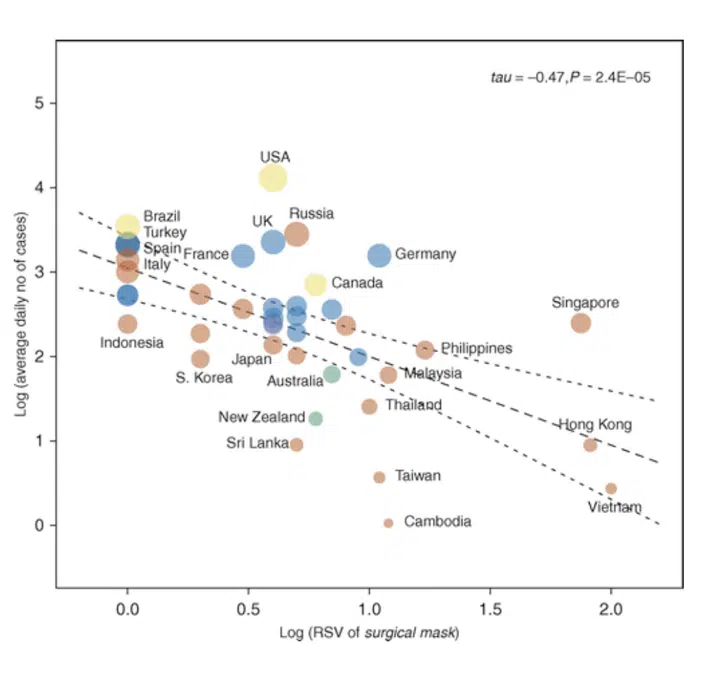 tau = –0.47, P = 2.4E–05
Log (average daily no of cases)
5
4
3
2
1
0
USA
Brazil
Turkey
Spain
Italy
France
UK
Russia
Germany
Canada
Singapore
Indonesia
S. Korea
Japan
Australia
Philippines
Malaysia
Thailand
New Zealand
Sri Lanka
Hong Kong
Taiwan
Vietnam
Cambodia
0.0 0.5 1.0 1.5 2.0
Log (RSV of surgical mask)